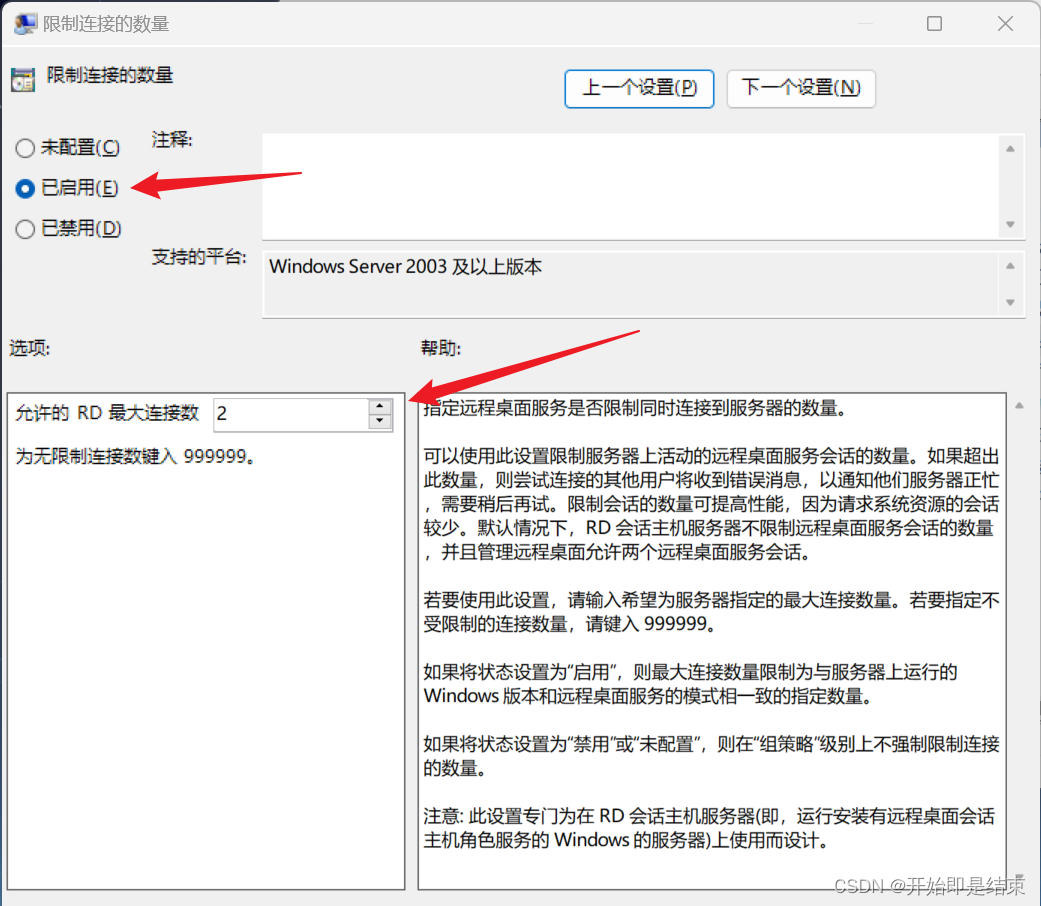 限制连接的数量
限制连接的数量
上一个设置(P)
下一个设置(N)
未配置(C)
注释:
已启用(E)
已禁用(D)
支持的平台:
Windows Server 2003 及以上版本
选项:
帮助:
允许的 RD 最大连接数 2
为无限制连接数键入 999999。
指定远程桌面服务是否限制同时连接到服务器的数量。
可以使用此设置限制服务器上活动的远程桌面服务会话的数量。如果超出
此数量，则尝试连接的其他用户将收到错误消息，以通知他们服务器正忙
，需要稍后再试。限制会话的数量可提高性能，因为请求系统资源的会话
较少。默认情况下，RD 会话主机服务器不限制远程桌面服务会话的数量
，并且管理远程桌面允许两个远程桌面服务会话。
若要使用此设置，请输入希望为服务器指定的最大连接数量。若要指定不
受限制的连接数量，请键入 999999。
如果将状态设置为“启用”，则最大连接数量限制为与服务器上运行的
Windows 版本和远程桌面服务的模式相一致的指定数量。
如果将状态设置为“禁用”或“未配置”，则在“组策略”级别上不强制限制连接
的数量。
注意: 此设置专门为在 RD 会话主机服务器(即，运行安装有远程桌面会话
主机角色服务的 Windows 的服务器)上使用而设计。
CSDN @开始即是结束